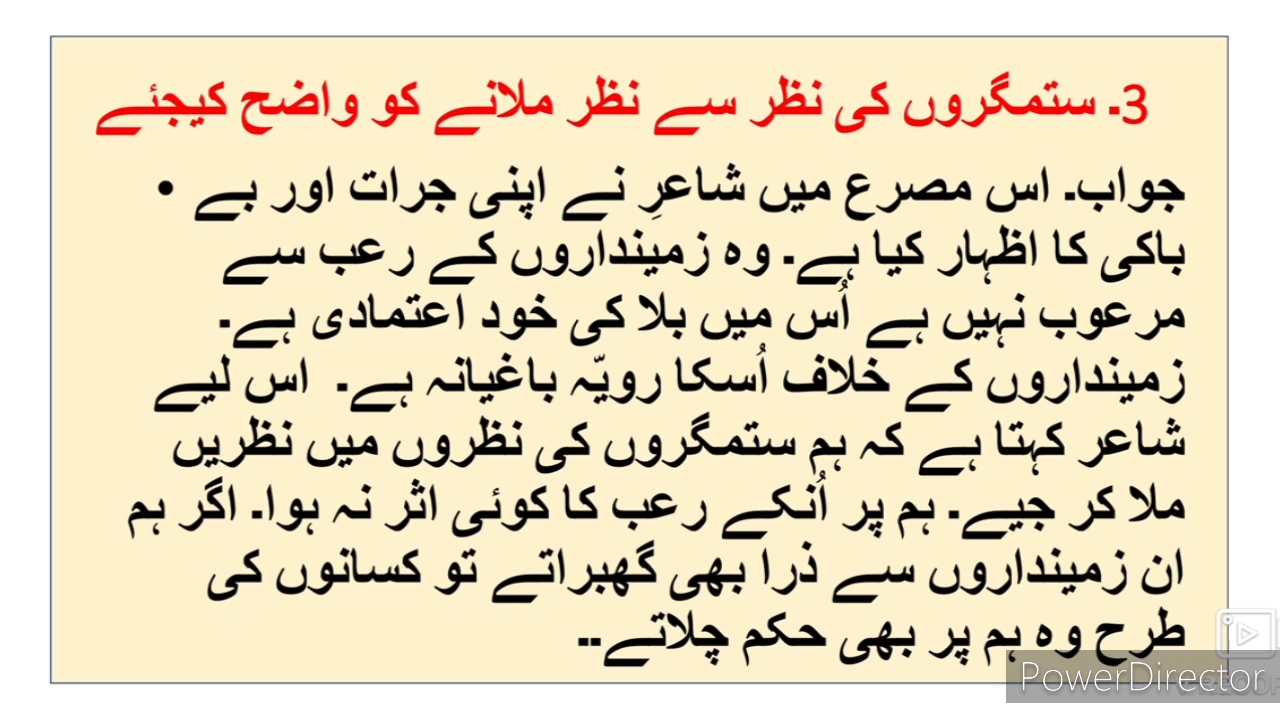 3۔ ستمگروں کی نظر سے نظر ملانے کو واضح کیجئے
جواب۔ اس مصرع میں شاعرِ نے اپنی جرات اور بے •
باکی کا اظہار کیا ہے۔ وہ زمینداروں کے رعب سے
مرعوب نہیں ہے اُس میں بلا کی خود اعتمادی ہے۔
زمینداروں کے خلاف اُسکا رویّہ باغیانہ ہے۔ اس لیے
شاعر کہتا ہے کہ ہم ستمگروں کی نظروں میں نظریں
ملا کر جیے۔ ہم پر اُنکے رعب کا کوئی اثر نہ ہوا۔ اگر ہم
ان زمینداروں سے ذرا بھی گھبراتے تو کسانوں کی
طرح وہ ہم پر بھی حکم چلاتے۔۔
PowerDirector